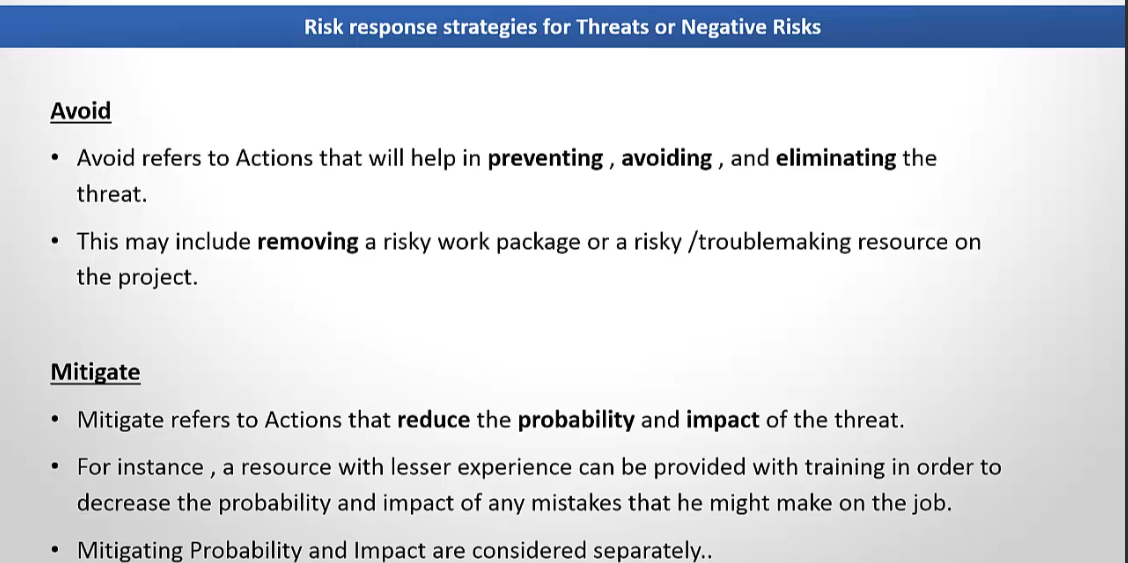 Risk response strategies for Threats or Negative Risks
Avoid
• Avoid refers to Actions that will help in preventing , avoiding , and eliminating the
threat.
• This may include removing a risky work package or a risky /troublemaking resource on
the project.
Mitigate
• Mitigate refers to Actions that reduce the probability and impact of the threat.
• For instance , a resource with lesser experience can be provided with training in order to
decrease the probability and impact of any mistakes that he might make on the job.
• Mitigating Probability and Impact are considered separately..